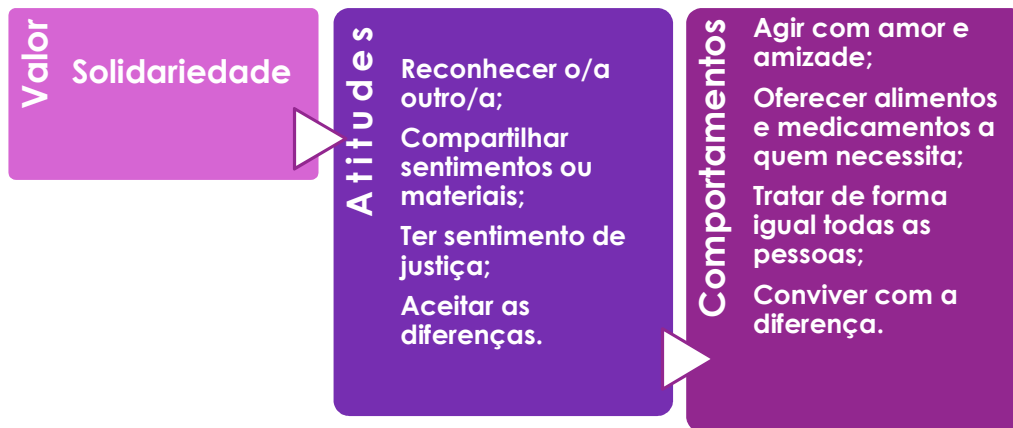 Valor
Solidariedade
Atitudes
Reconhecer o/a
outro/a;
Compartilhar
sentimentos ou
materiais;
Ter sentimento de
justiça;
Aceitar as
diferenças.
Comportamentos
Agir com amor e
amizade;
Oferecer alimentos
e medicamentos a
quem necessita;
Tratar de forma
igual todas as
pessoas;
Conviver com a
diferença.